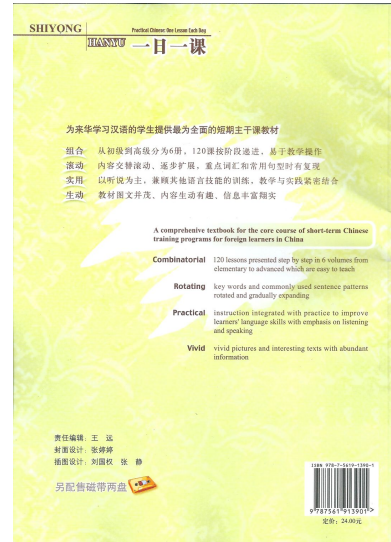 SHIYONG
Practical Chinese: One Lesson Each Day
HANYU 一日一课
为来华学习汉语的学生提供最为全面的短期主干课教材
组合 从初级到高级分为6册，120课按阶段递进，易于教学操作
滚动 内容交替滚动、逐步扩展，重点词汇和常用句型时有复现
实用 以听说为主，兼顾其他语言技能的训练，教学与实践紧密结合
生动 教材图文并茂、内容生动有趣、信息丰富翔实
A comprehenive textbook for the core course of short-term Chinese
training programs for foreign learners in China
Combinatorial 120 lessons presented step by step in 6 volumes from
elementary to advanced which are easy to teach
Rotating key words and commonly used sentence patterns
rotated and gradually expanding
Practical instruction integrated with practice to improve
learners' language skills with emphasis on listening
and speaking
Vivid vivid pictures and interesting texts with abundant
information
责任编辑：王 远
封面设计：张婷婷
插图设计：刘国权 张 静
另配售磁带两盘
ISBN 978-7-5619-1390-1
9 787561 913901 >
定价：24.00元